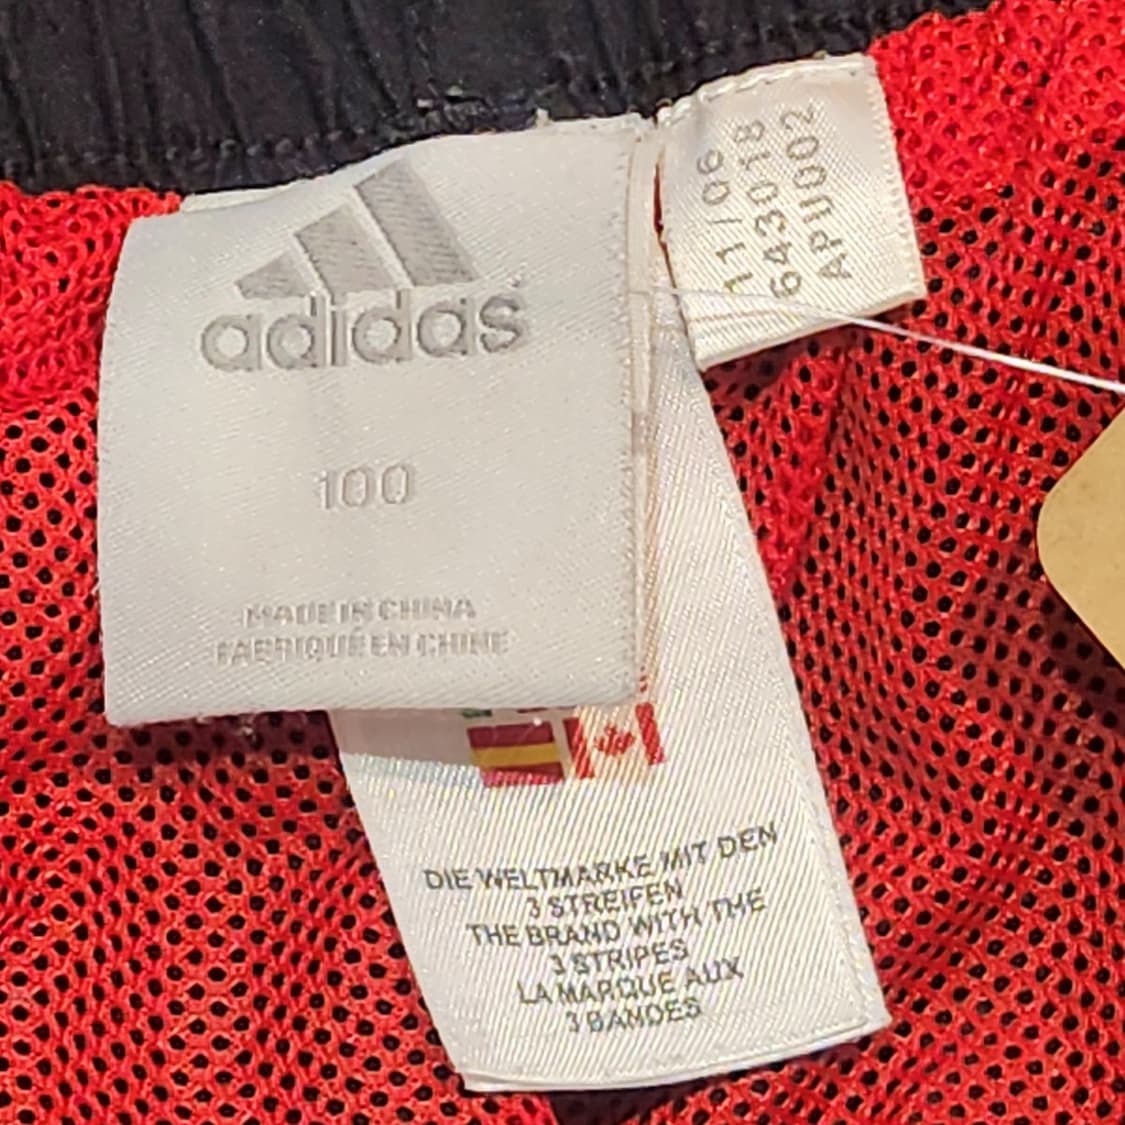 adidas
100
MADE IN CHINA
FABRIQUÉ EN CHINE
11/06
643018
APU002
DIE WELTMARKE MIT DEN
3 STREIFEN
THE BRAND WITH THE
3 STRIPES
LA MARQUE AUX
3 BANDES